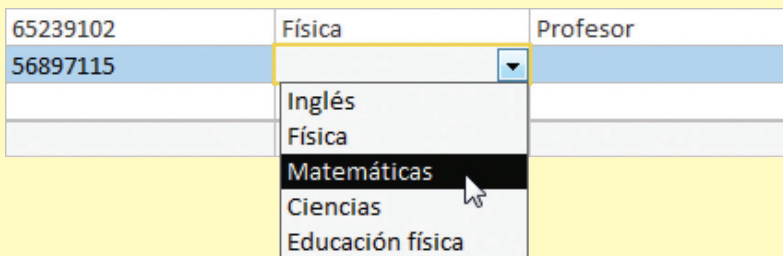 65239102 Física Profesor
56897115
Inglés
Física
Matemáticas
Ciencias
Educación física